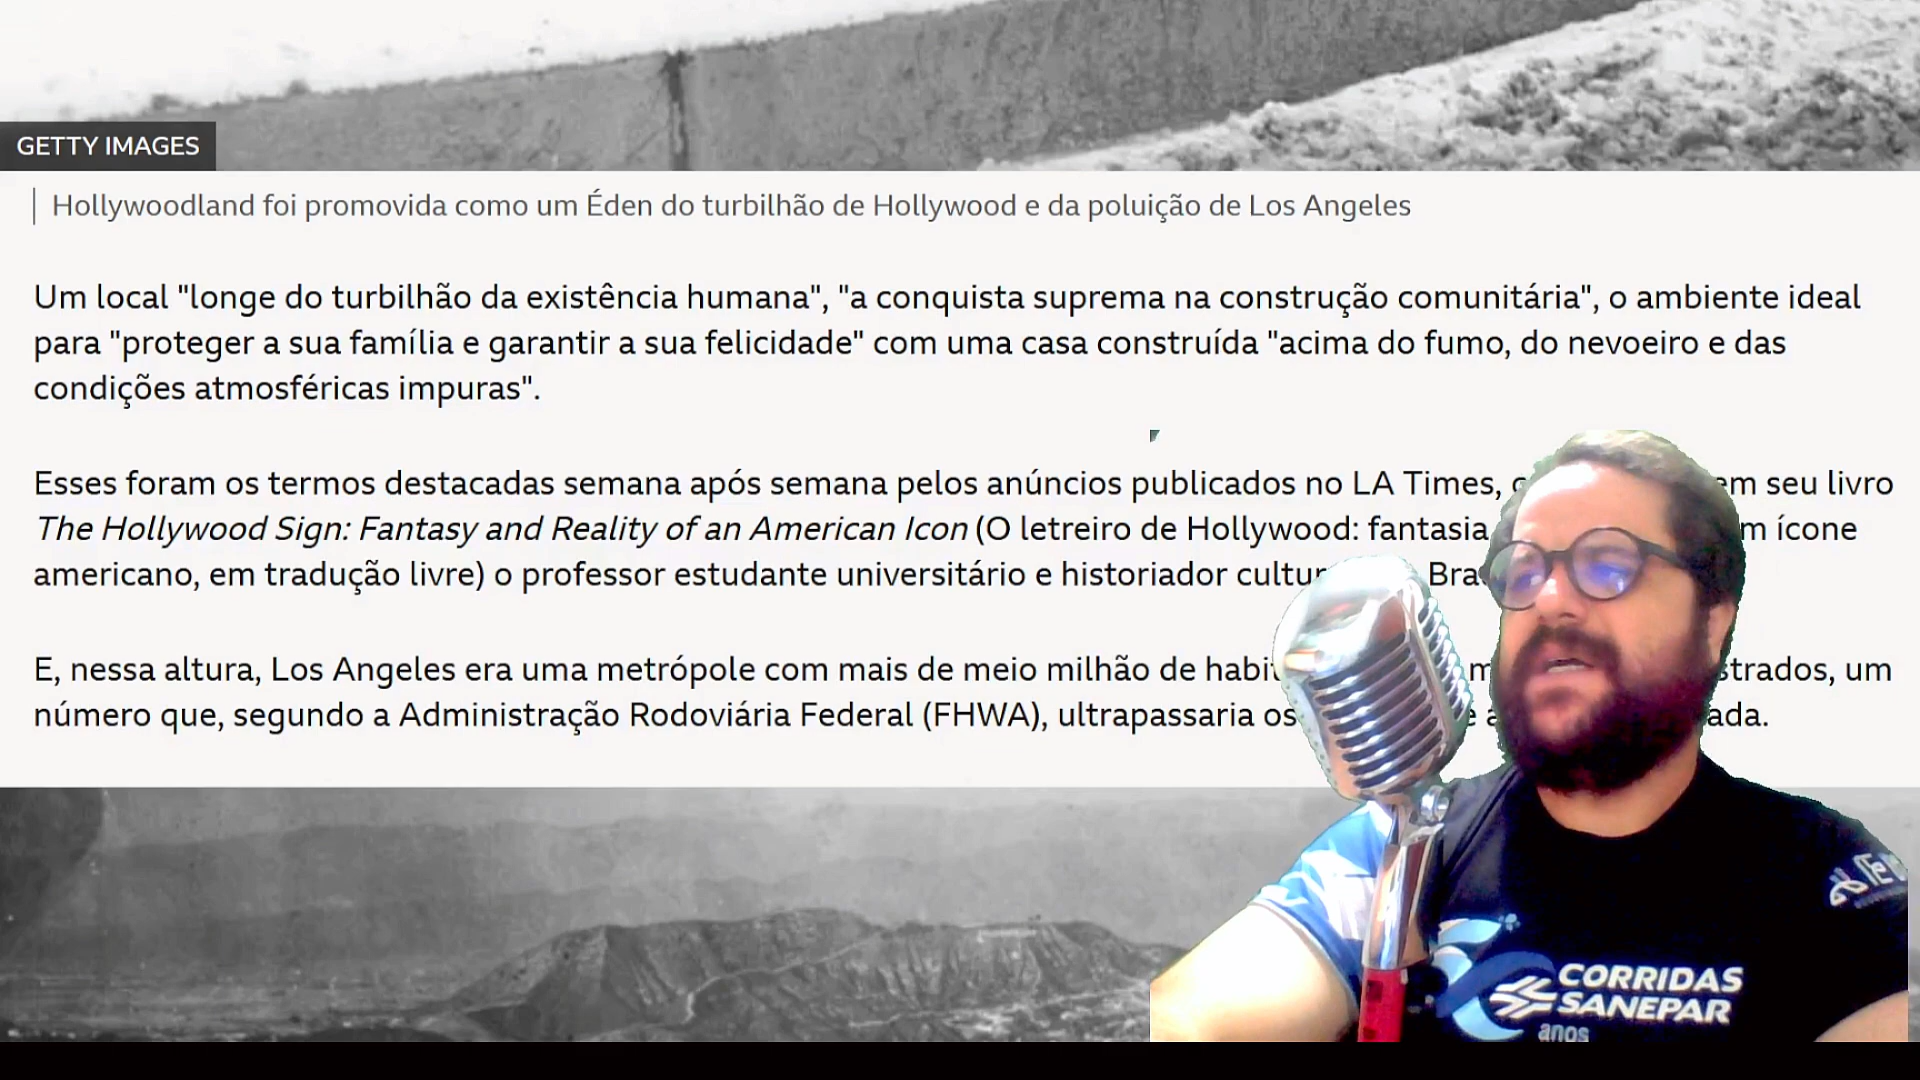 GETTY IMAGES
Hollywoodland foi promovida como um Éden do turbilhão de Hollywood e da poluição de Los Angeles
Um local "longe do turbilhão da existência humana", "a conquista suprema na construção comunitária", o ambiente ideal
para "proteger a sua família e garantir a sua felicidade" com uma casa construída "acima do fumo, do nevoeiro e das
condições atmosféricas impuras".
Esses foram os termos destacadas semana após semana pelos anúncios publicados no LA Times, em seu livro
The Hollywood Sign: Fantasy and Reality of an American Icon (O letreiro de Hollywood: fantasia ícone
americano, em tradução livre) o professor estudante universitário e historiador
E, nessa altura, Los Angeles era uma metrópole com mais de meio milhão de um
número que, segundo a Administração Rodoviária Federal (FHWA), ultrapassaria os
CORRIDAS
SANEPAR
anos